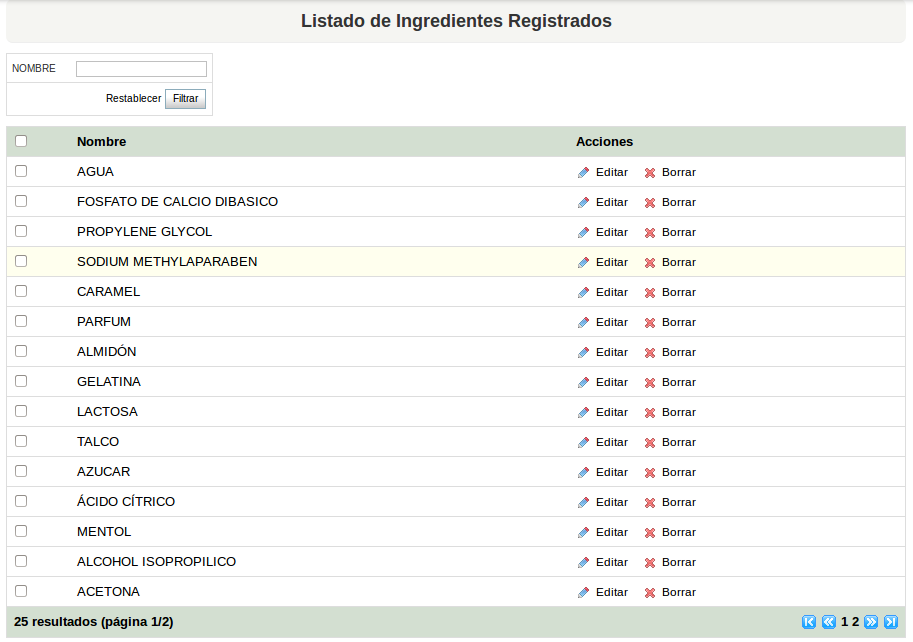 Listado de Ingredientes Registrados
NOMBRE
Restablecer Filtrar
Nombre Acciones
AGUA Editar Borrar
FOSFATO DE CALCIO DIBASICO Editar Borrar
PROPYLENE GLYCOL Editar Borrar
SODIUM METHYLAPARABEN Editar Borrar
CARAMEL Editar Borrar
PARFUM Editar Borrar
ALMIDÓN Editar Borrar
GELATINA Editar Borrar
LACTOSA Editar Borrar
TALCO Editar Borrar
AZUCAR Editar Borrar
ÁCIDO CÍTRICO Editar Borrar
MENTOL Editar Borrar
ALCOHOL ISOPROPILICO Editar Borrar
ACETONA Editar Borrar
25 resultados (página 1/2) 1 2